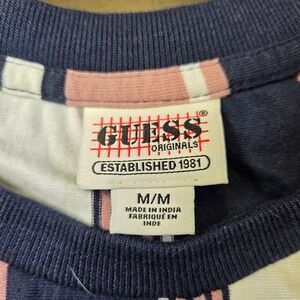 GUESS®
ORIGINALS
ESTABLISHED 1981
M/M
MADE IN INDIA
FABRIQUÉ EN
INDE